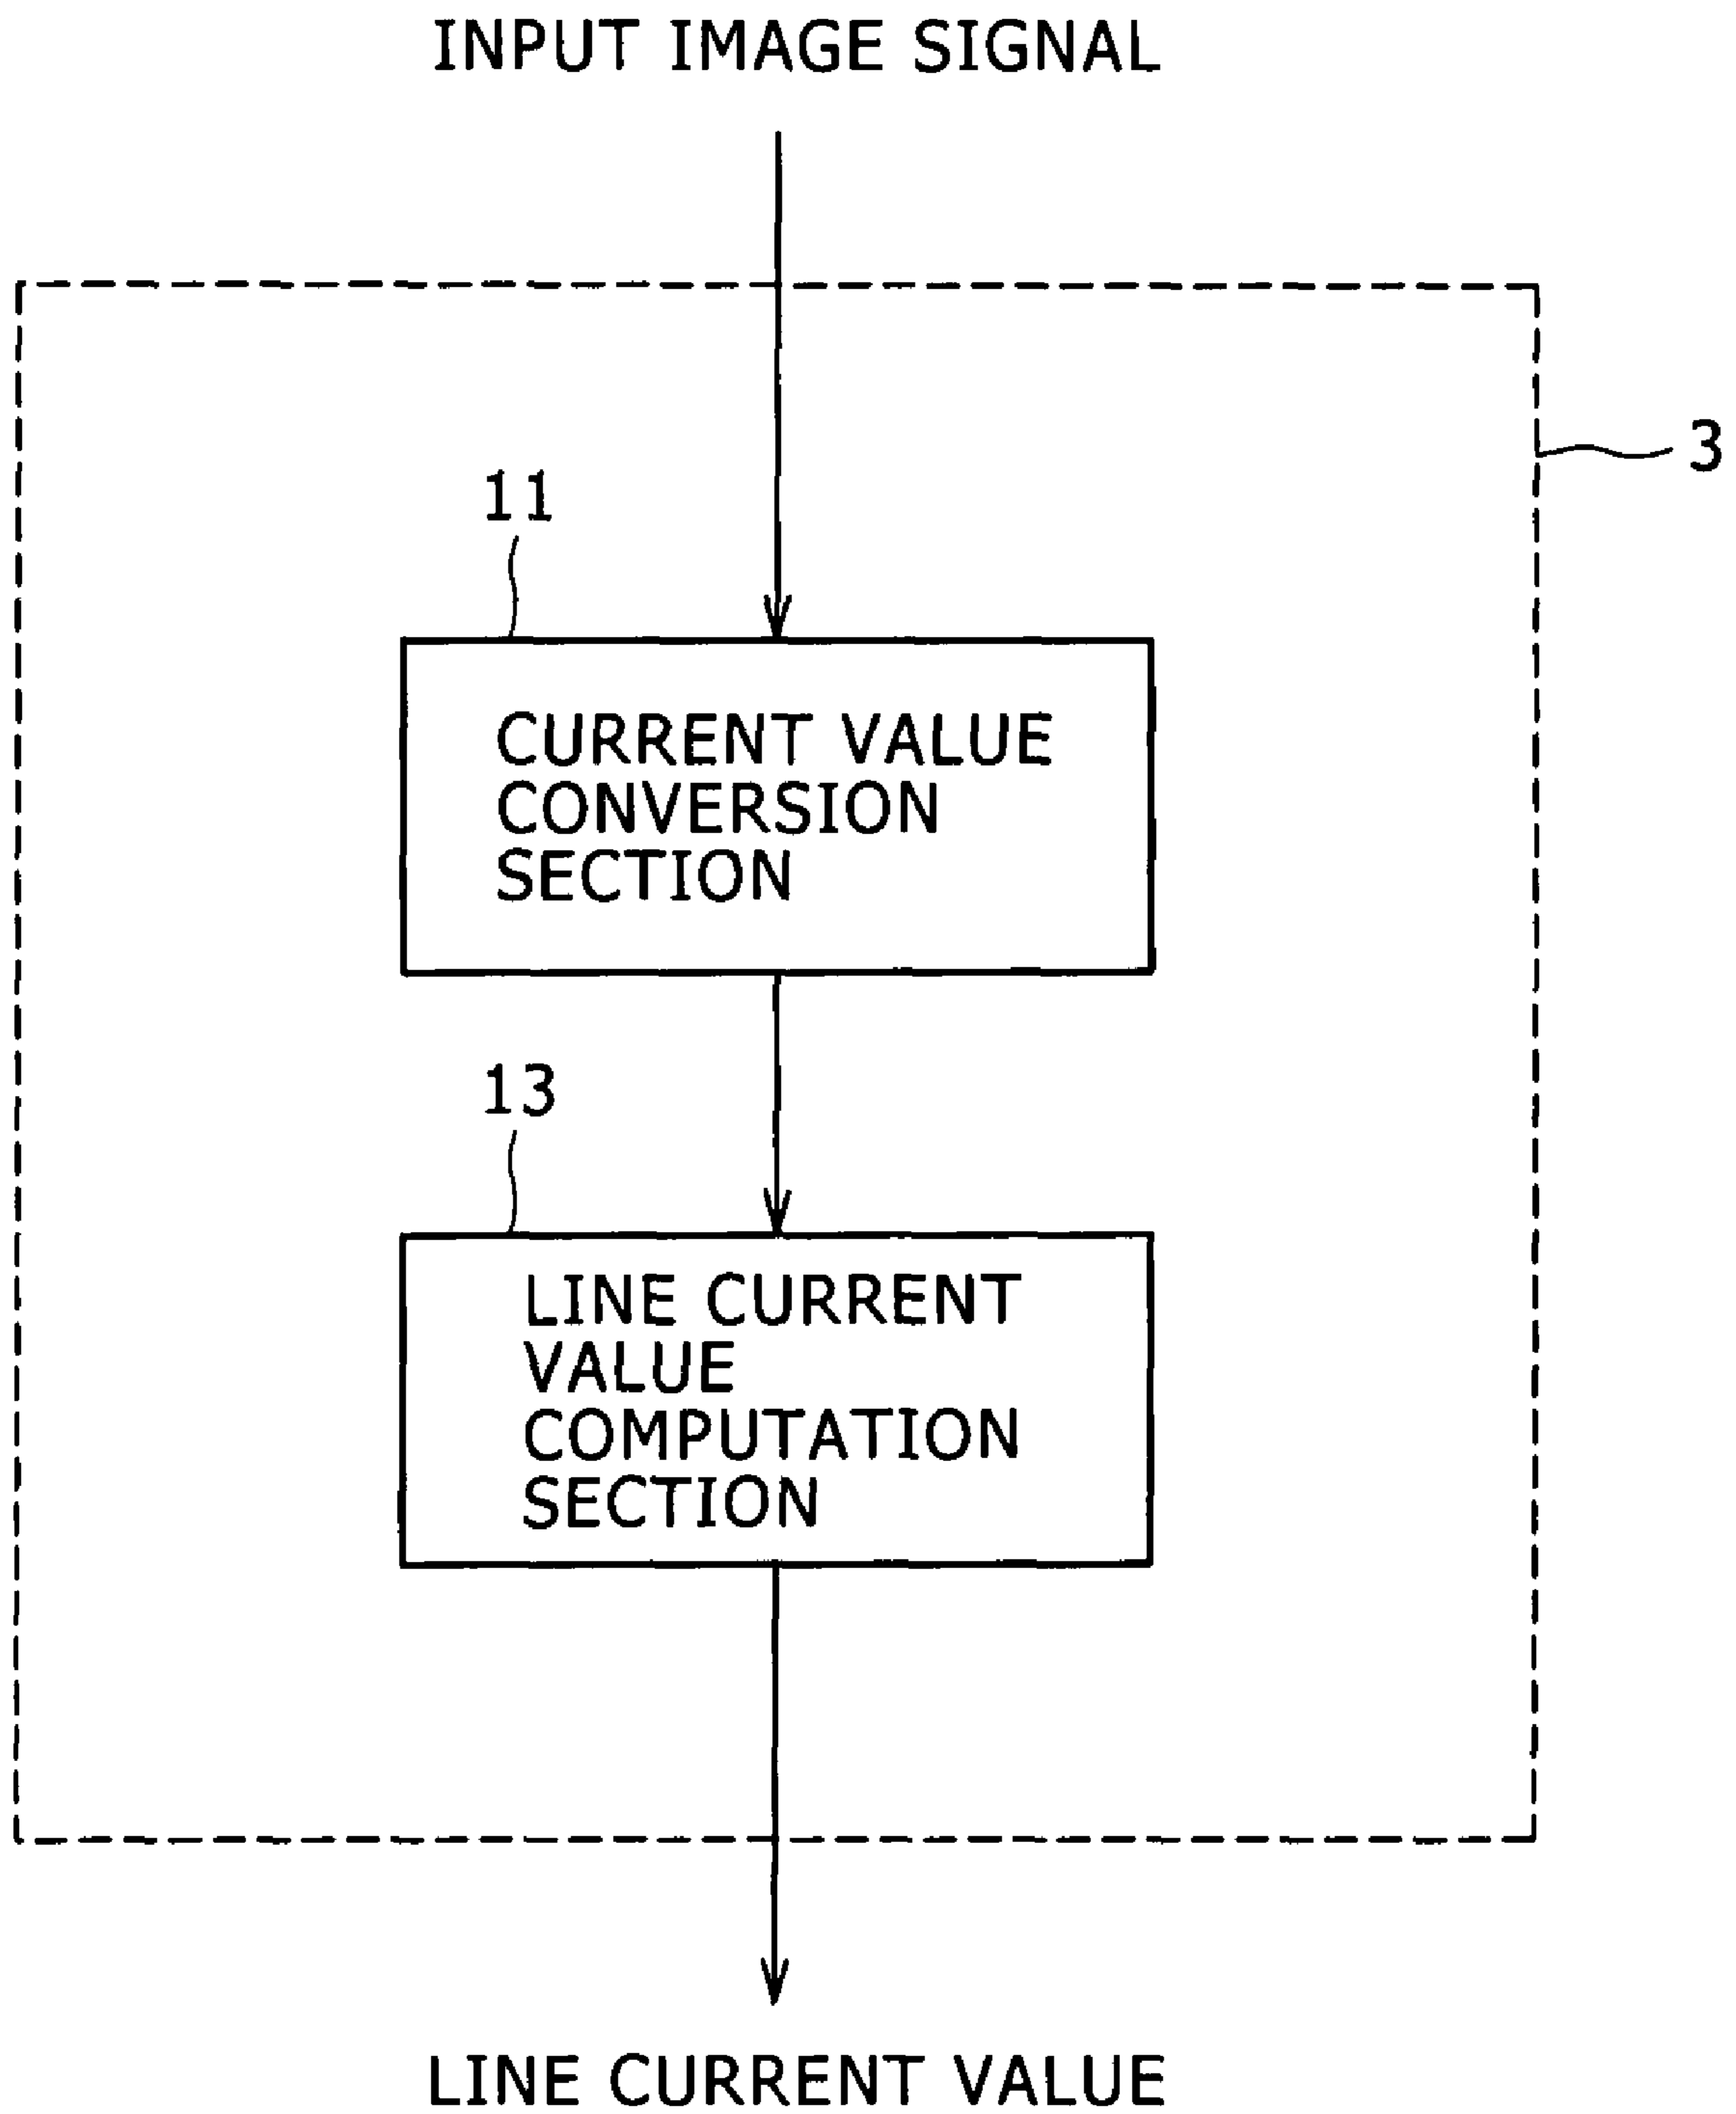 INPUT IMAGE SIGNAL
3
11
CURRENT VALUE
CONVERSION
SECTION
13
LINE CURRENT
VALUE
COMPUTATION
SECTION
LINE CURRENT VALUE